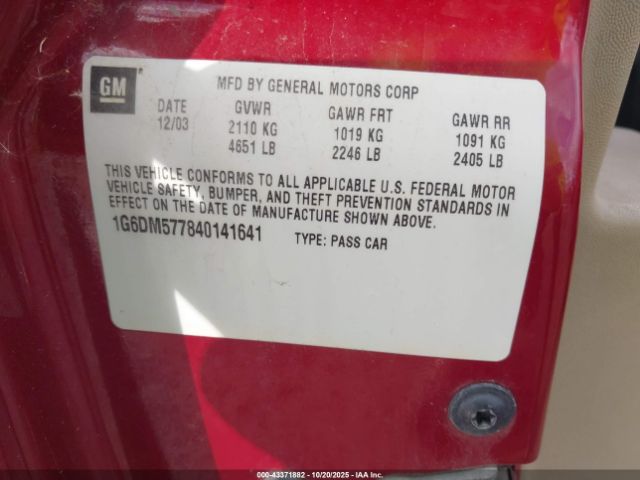 GM
MFD BY GENERAL MOTORS CORP
DATE GVWR GAWR FRT GAWR RR
12/03 2110 KG 1019 KG 1091 KG
4651 LB 2246 LB 2405 LB
THIS VEHICLE CONFORMS TO ALL APPLICABLE U.S. FEDERAL MOTOR
VEHICLE SAFETY, BUMPER, AND THEFT PREVENTION STANDARDS IN
EFFECT ON THE DATE OF MANUFACTURE SHOWN ABOVE.
1G6DM577840141641 TYPE: PASS CAR
000-43371882 - 10/20/2025 - IAA Inc.